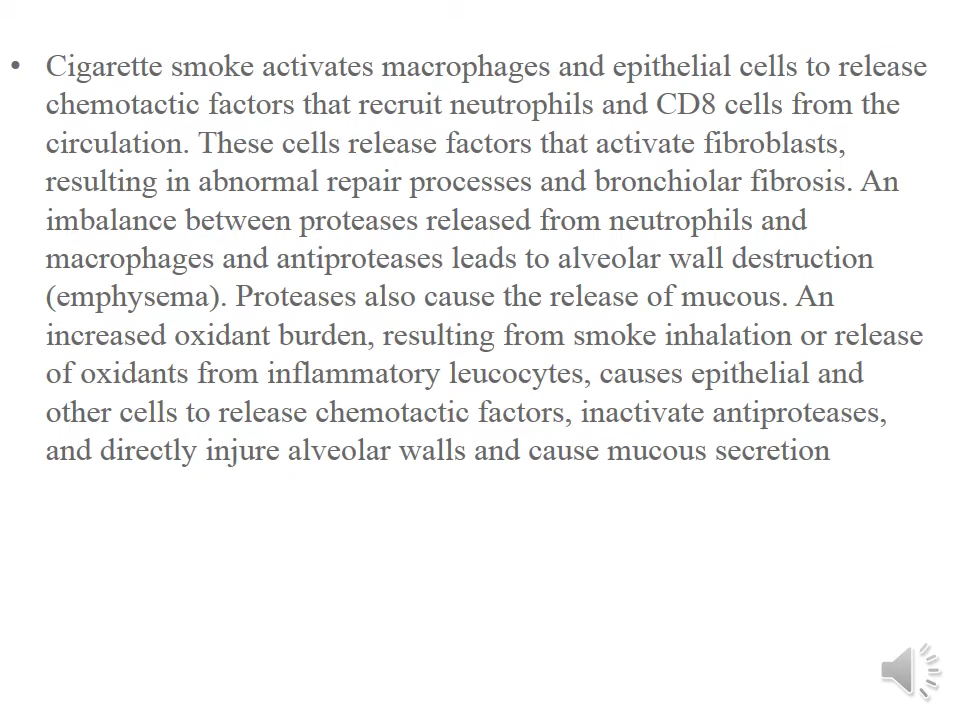 • Cigarette smoke activates macrophages and epithelial cells to release
chemotactic factors that recruit neutrophils and CD8 cells from the
circulation. These cells release factors that activate fibroblasts,
resulting in abnormal repair processes and bronchiolar fibrosis. An
imbalance between proteases released from neutrophils and
macrophages and antiproteases leads to alveolar wall destruction
(emphysema). Proteases also cause the release of mucous. An
increased oxidant burden, resulting from smoke inhalation or release
of oxidants from inflammatory leucocytes, causes epithelial and
other cells to release chemotactic factors, inactivate antiproteases,
and directly injure alveolar walls and cause mucous secretion